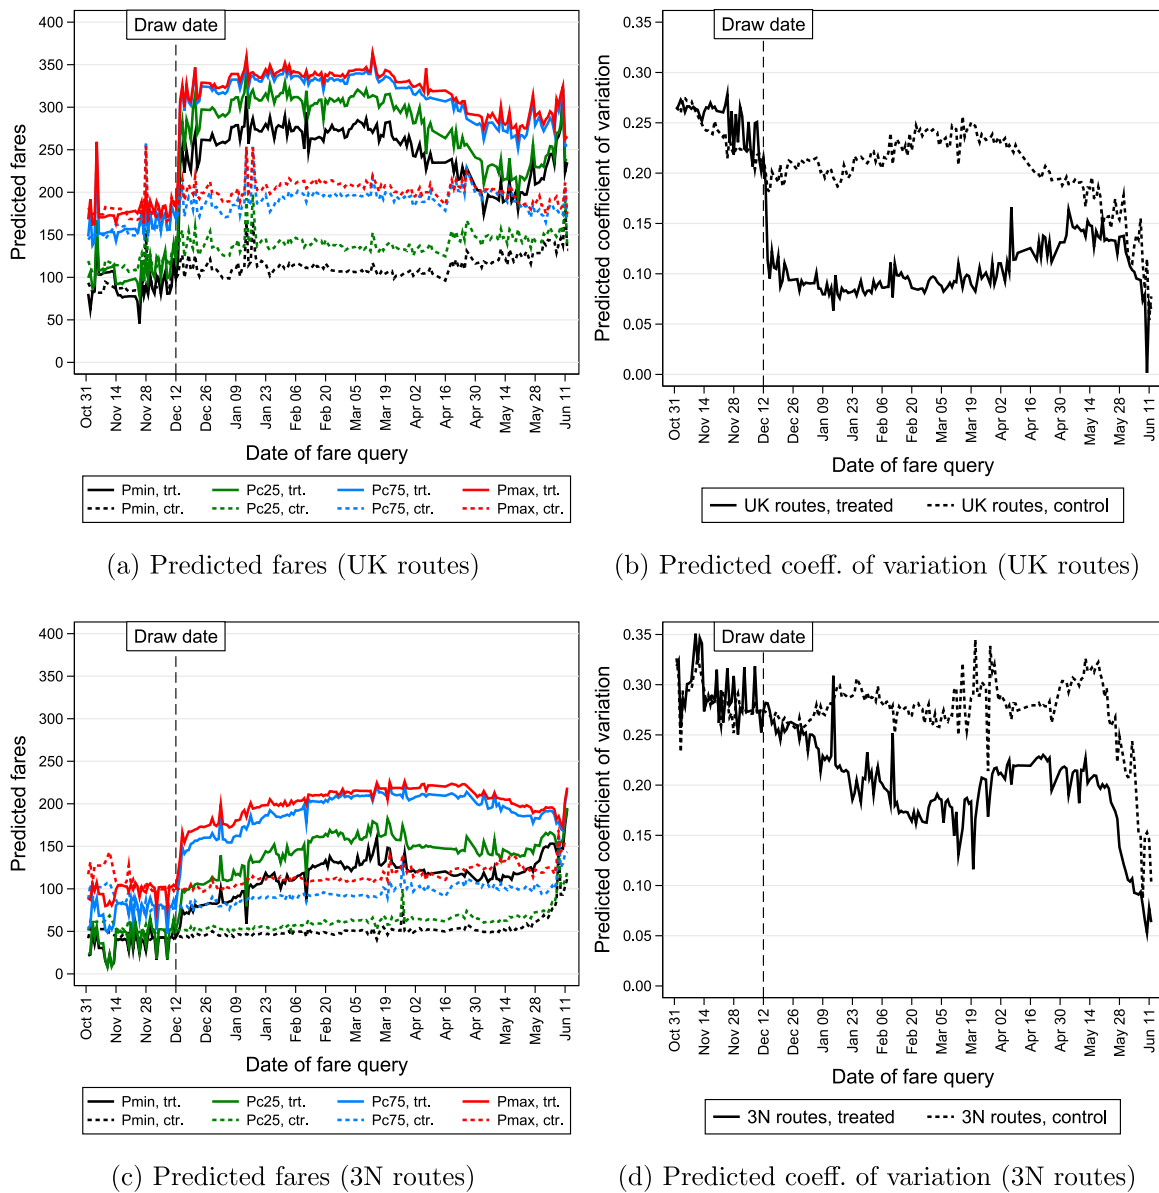 Draw date
Predicted fares
400
350
300
250
200
150
100
50
0
Oct 31
Nov 14
Nov 28
Dec 12
Dec 26
Jan 09
Jan 23
Feb 06
Feb 20
Mar 05
Mar 19
Apr 02
Apr 16
Apr 30
May 14
May 28
Jun 11
Date of fare query
Pmin, trt. Pc25, trt. Pc75, trt. Pmax, trt.
Pmin, ctr. Pc25, ctr. Pc75, ctr. Pmax, ctr.
(a) Predicted fares (UK routes)
Draw date
Predicted coefficient of variation
0.35
0.30
0.25
0.20
0.15
0.10
0.05
0.00
Oct 31
Nov 14
Nov 28
Dec 12
Dec 26
Jan 09
Jan 23
Feb 06
Feb 20
Mar 05
Mar 19
Apr 02
Apr 16
Apr 30
May 14
May 28
Jun 11
Date of fare query
UK routes, treated UK routes, control
(b) Predicted coeff. of variation (UK routes)
Draw date
Predicted fares
400
350
300
250
200
150
100
50
0
Oct 31
Nov 14
Nov 28
Dec 12
Dec 26
Jan 09
Jan 23
Feb 06
Feb 20
Mar 05
Mar 19
Apr 02
Apr 16
Apr 30
May 14
May 28
Jun 11
Date of fare query
Pmin, trt. Pc25, trt. Pc75, trt. Pmax, trt.
Pmin, ctr. Pc25, ctr. Pc75, ctr. Pmax, ctr.
(c) Predicted fares (3N routes)
Draw date
Predicted coefficient of variation
0.35
0.30
0.25
0.20
0.15
0.10
0.05
0.00
Oct 31
Nov 14
Nov 28
Dec 12
Dec 26
Jan 09
Jan 23
Feb 06
Feb 20
Mar 05
Mar 19
Apr 02
Apr 16
Apr 30
May 14
May 28
Jun 11
Date of fare query
3N routes, treated 3N routes, control
(d) Predicted coeff. of variation (3N routes)